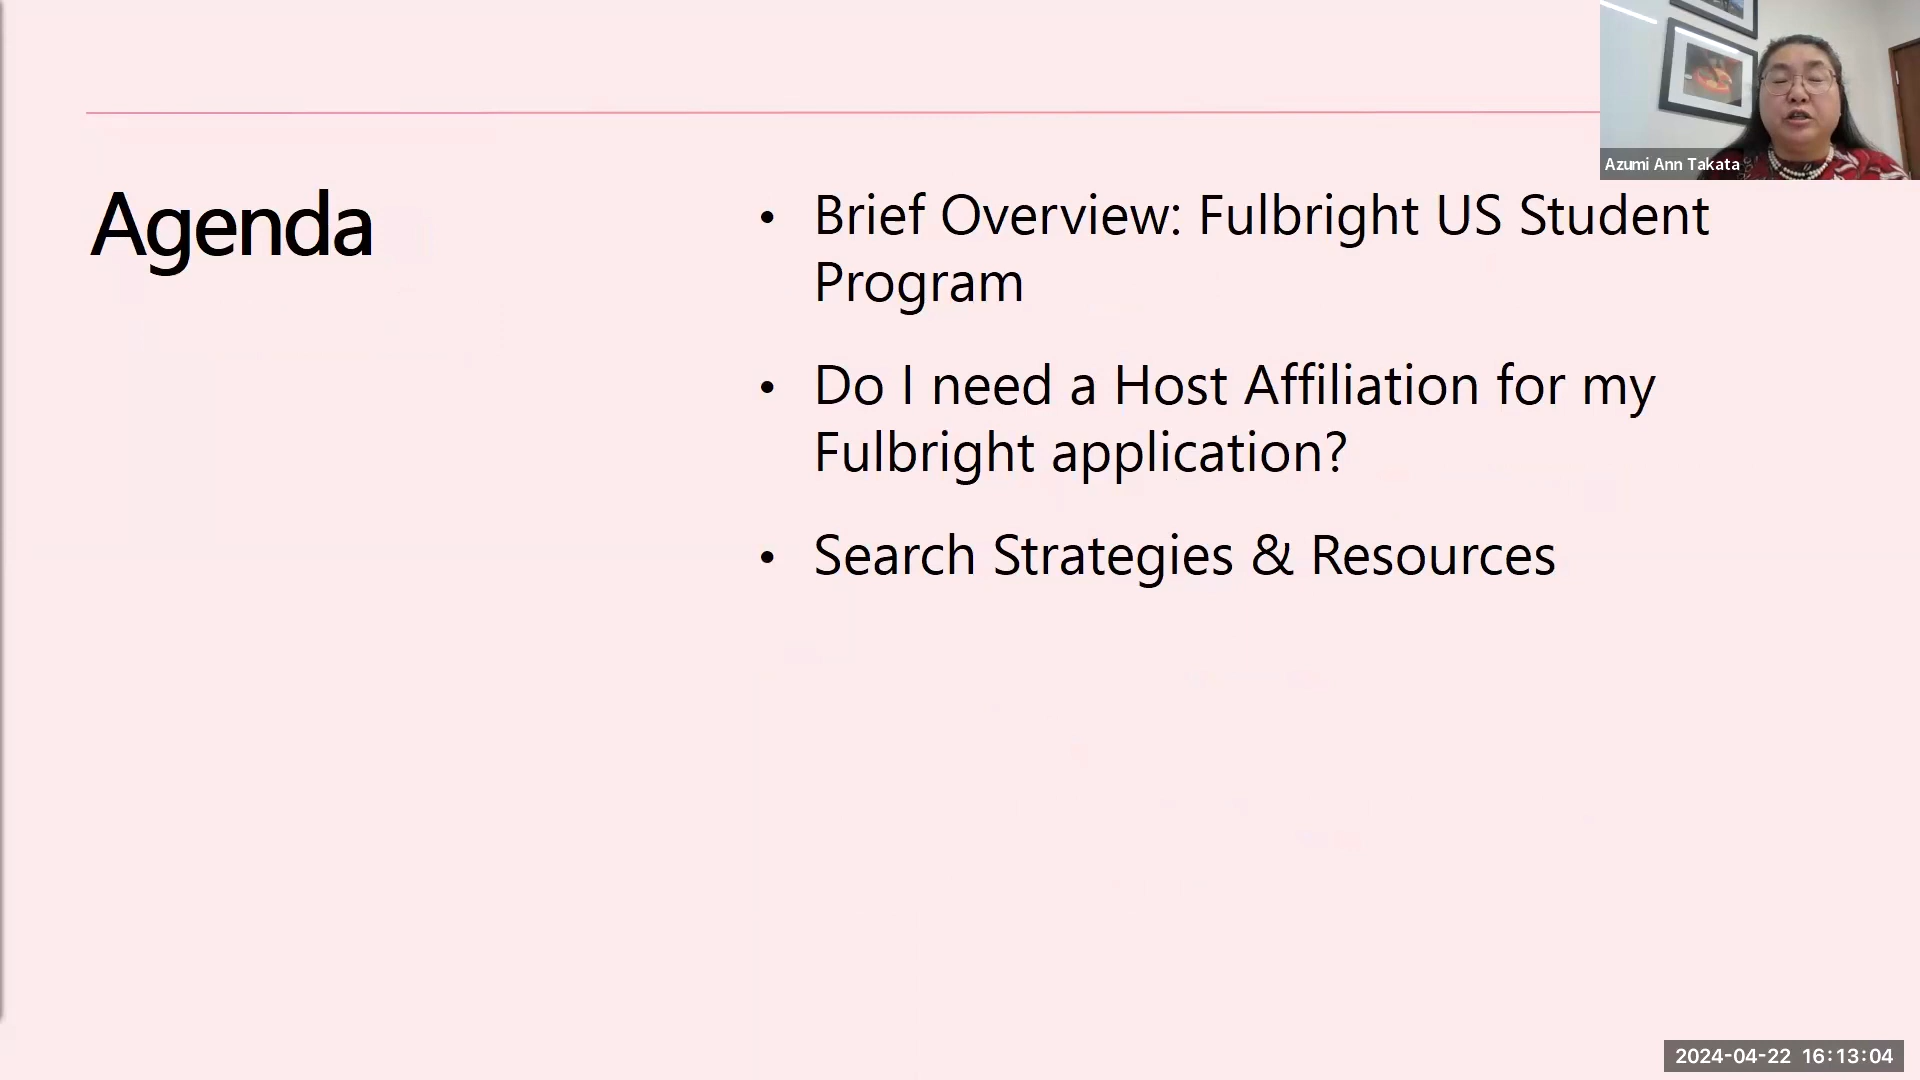 Azumi Ann Takata
Agenda
• Brief Overview: Fulbright US Student
Program
• Do I need a Host Affiliation for my
Fulbright application?
• Search Strategies & Resources
2024-04-22 16:13:04